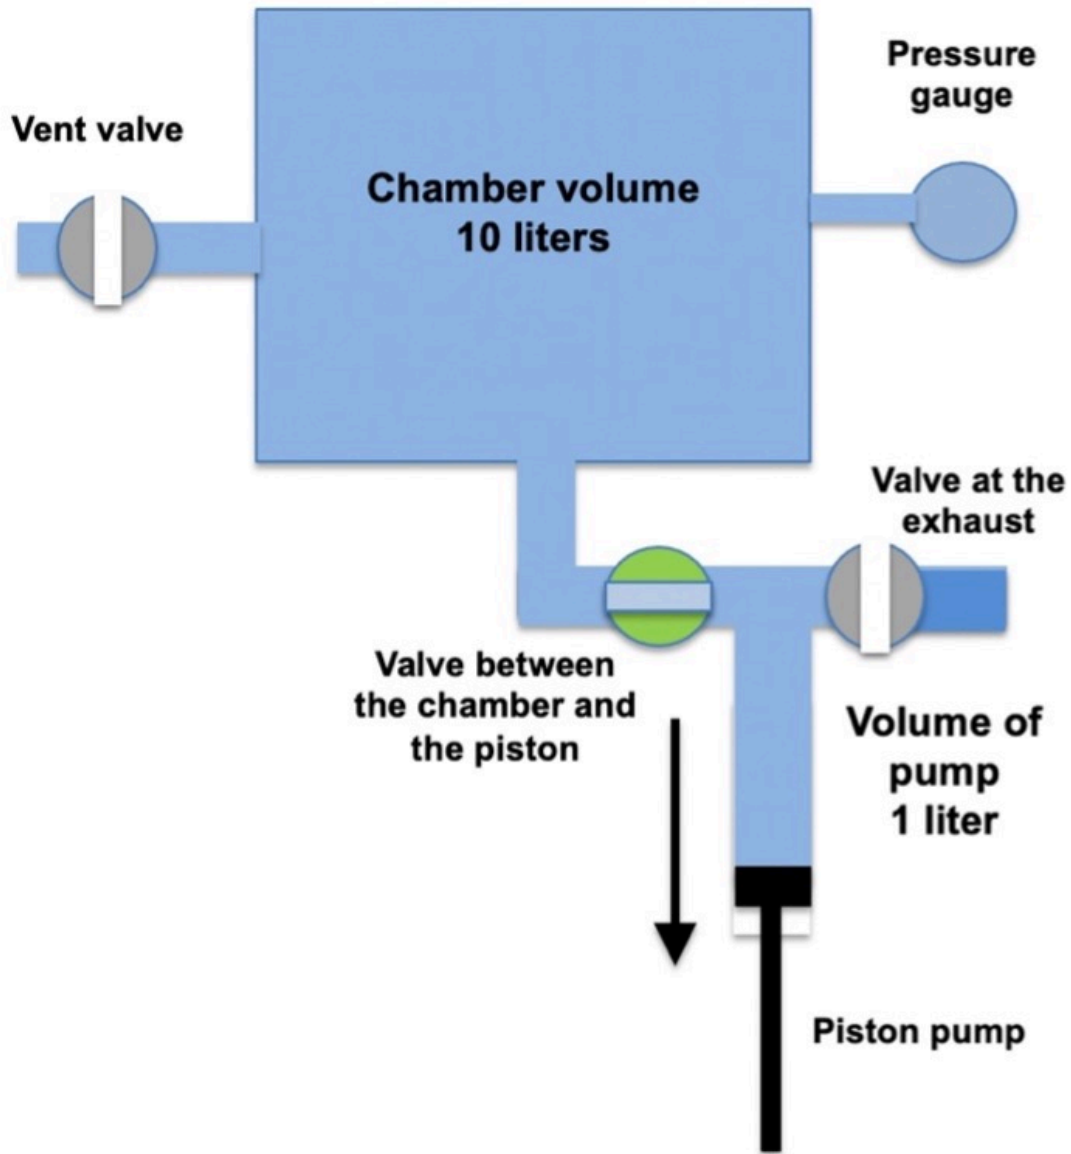 Pressure
gauge
Vent valve
Chamber volume
10 liters
Valve at the
exhaust
Valve between
the chamber and
the piston
Volume of
pump
1 liter
Piston pump